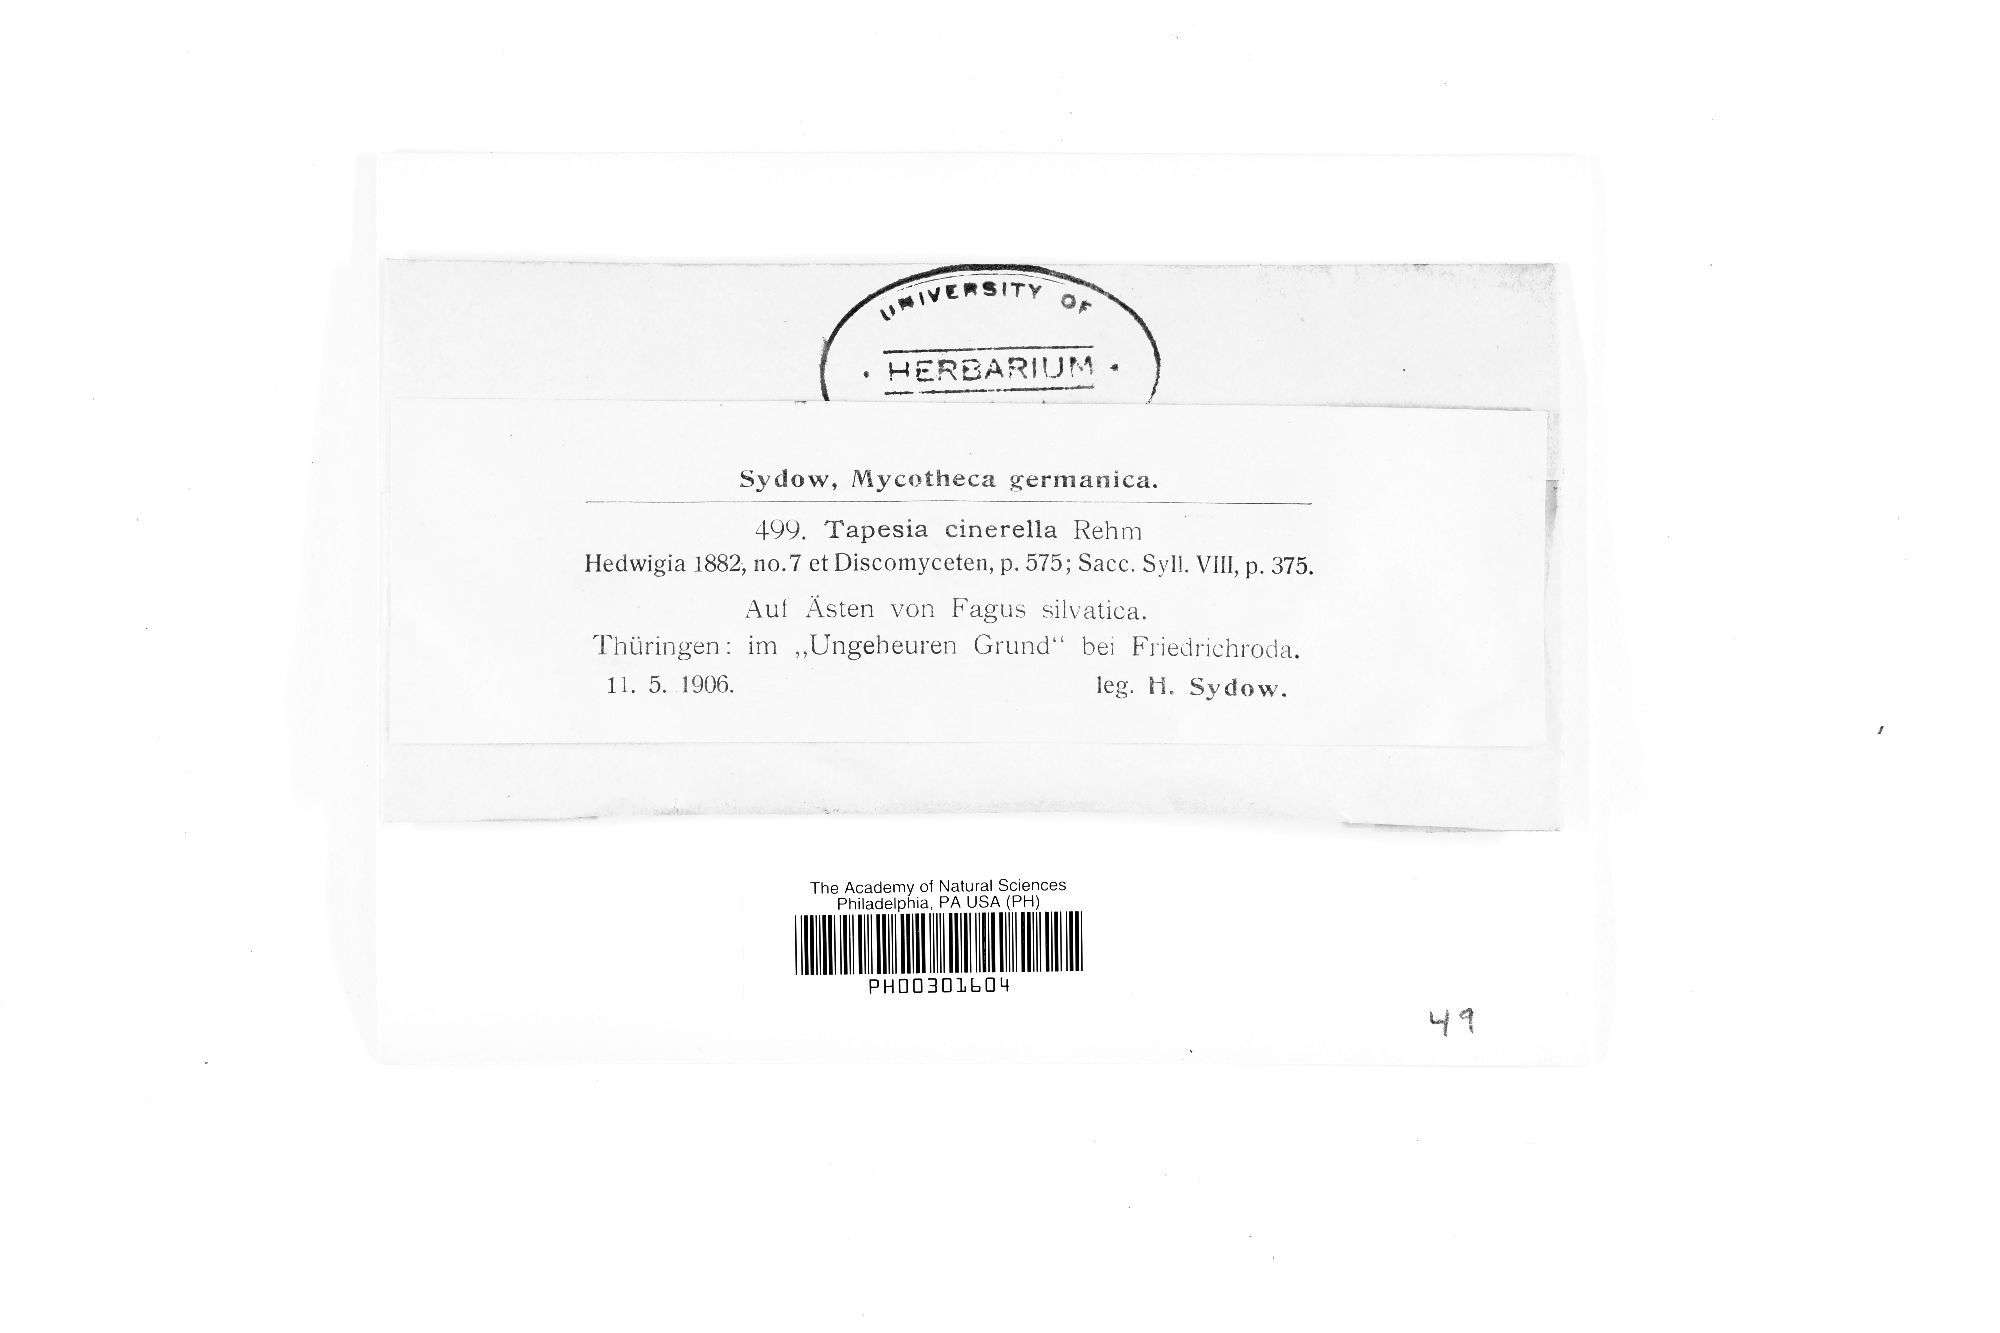 UNIVERSITY OF
HERBARIUM
Sydow, Mycotheca germanica.
499. Tapesia cinerella Rehm
Hedwigia 1882, no. 7 et Discomyceten, p. 575; Sacc. Syll. VIII, p. 375.
Auf Ästen von Fagus silvatica.
Thüringen: im „Ungeheuren Grund“ bei Friedrichroda.
11. 5. 1906. leg. H. Sydow.
The Academy of Natural Sciences
Philadelphia, PA USA (PH)
PH00301604
49